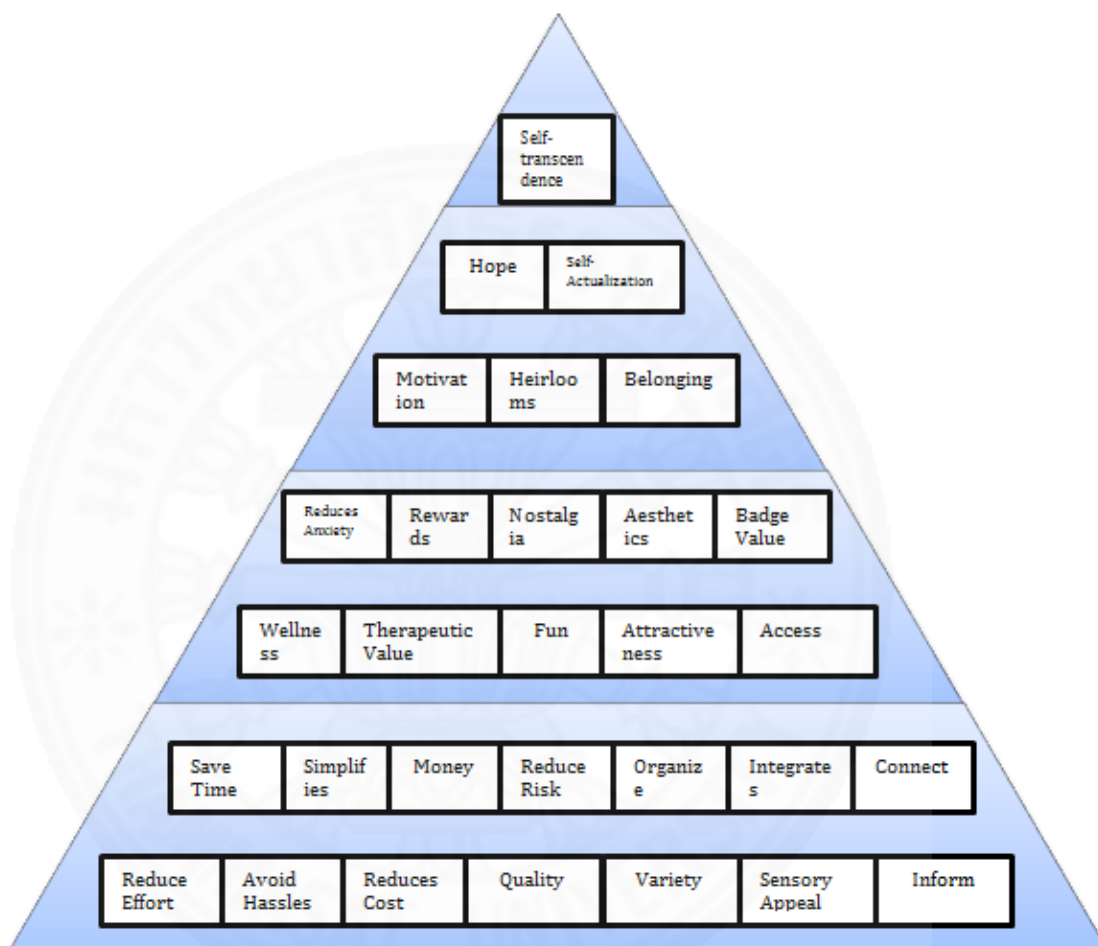 Self-
transcen
dence
Hope
Self-
Actualization
Motivat
ion
Heirloo
ms
Belonging
Reduces
Anxiety
Rewar
ds
Nostalg
ia
Aesthet
ics
Badge
Value
Wellne
ss
Therapeutic
Value
Fun
Attractive
ness
Access
Save
Time
Simplif
ies
Money
Reduce
Risk
Organiz
e
Integrate
s
Connect
Reduce
Effort
Avoid
Hassles
Reduces
Cost
Quality
Variety
Sensory
Appeal
Inform